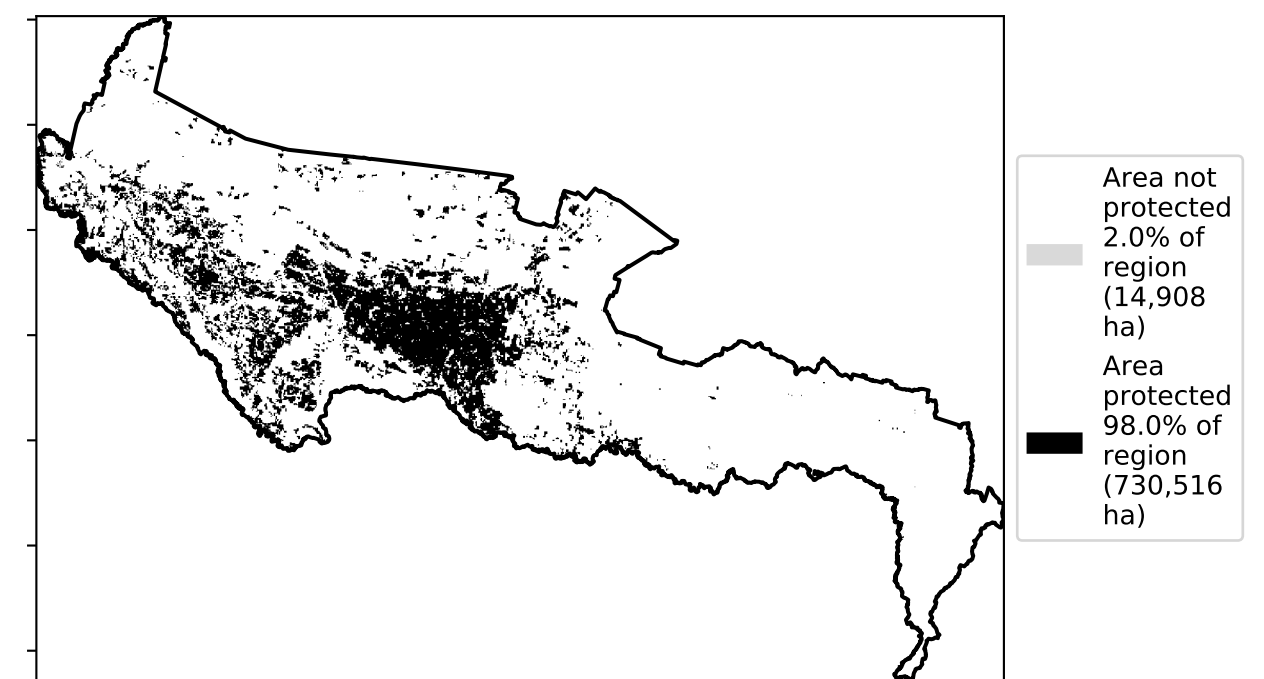 Area not
protected
2.0% of
region
(14,908
ha)
Area
protected
98.0% of
region
(730,516
ha)